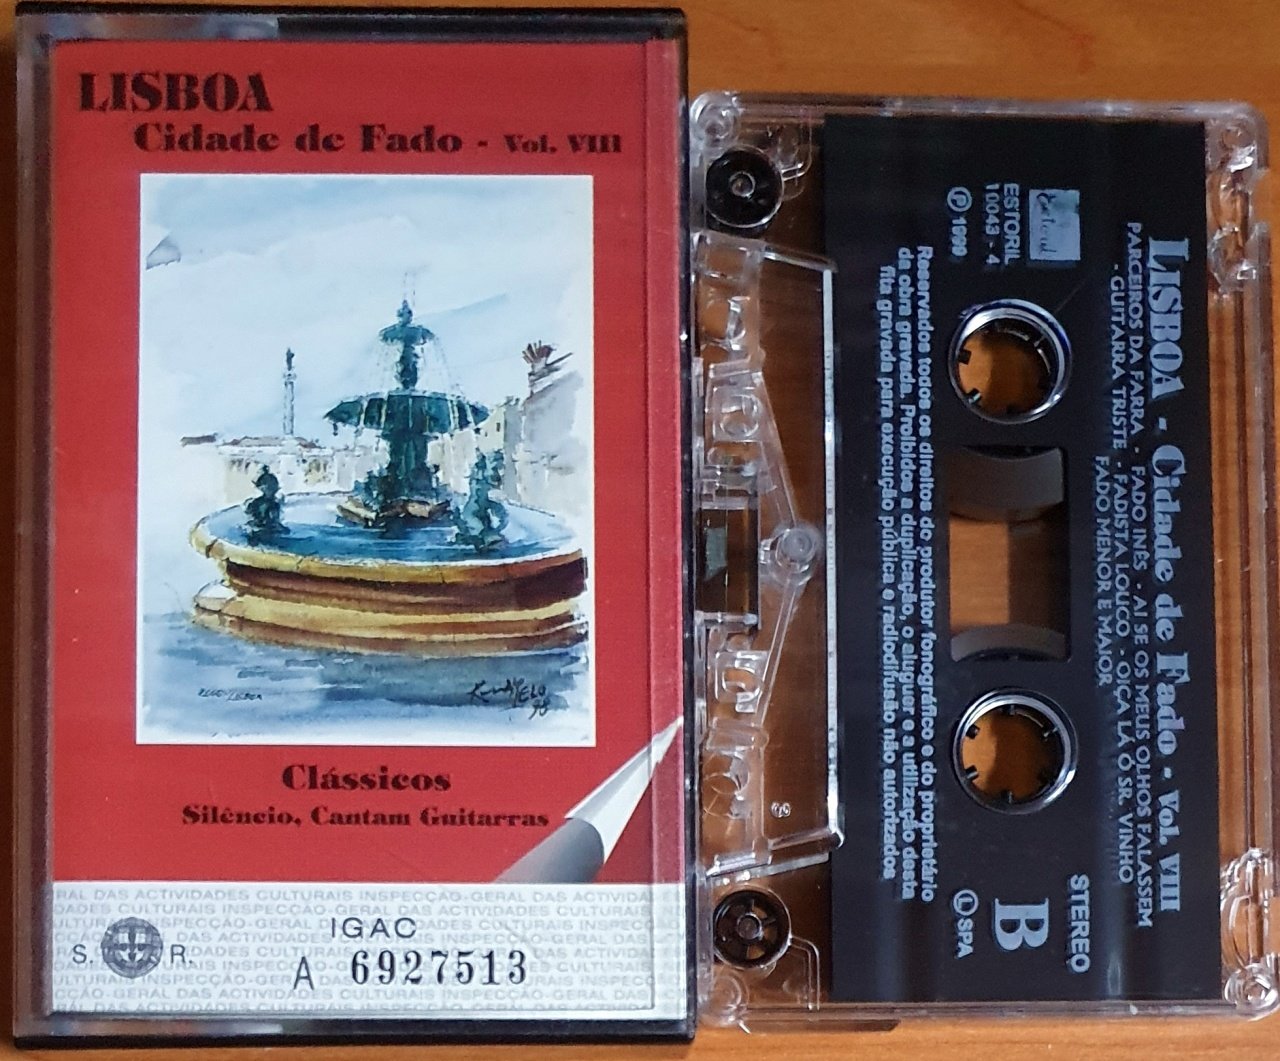 LISBOA
Cidade de Fado - Vol. VIII
Clássicos
Silêncio, Cantam Guitarras
RAL DAS ACTIVIDADES CULTURAIS INSPECÇÃO-GERAL DAS ACTIVIDA
IGAC
S. R.
A 6927513
LISBOA - Cidade de Fado - Vol. VIII
PARCEIROS DA FARRA - FADO INÊS - AI SE OS MEUS OLHOS FALASSEM
- GUITARRA TRISTE - FADISTA LOUCO - OIÇA LÁ Ó SR. VINHO
FADO MENOR E MAIOR
Estoril
ESTORIL
10043 - 4
Ⓟ 1999
STEREO
B
Ⓛ SPA
Reservados todos os direitos do produtor fonográfico e do proprietário
da obra gravada. Proibidos a duplicação, o aluguer e a utilização desta
fita gravada para execução pública e radiodifusão não autorizados